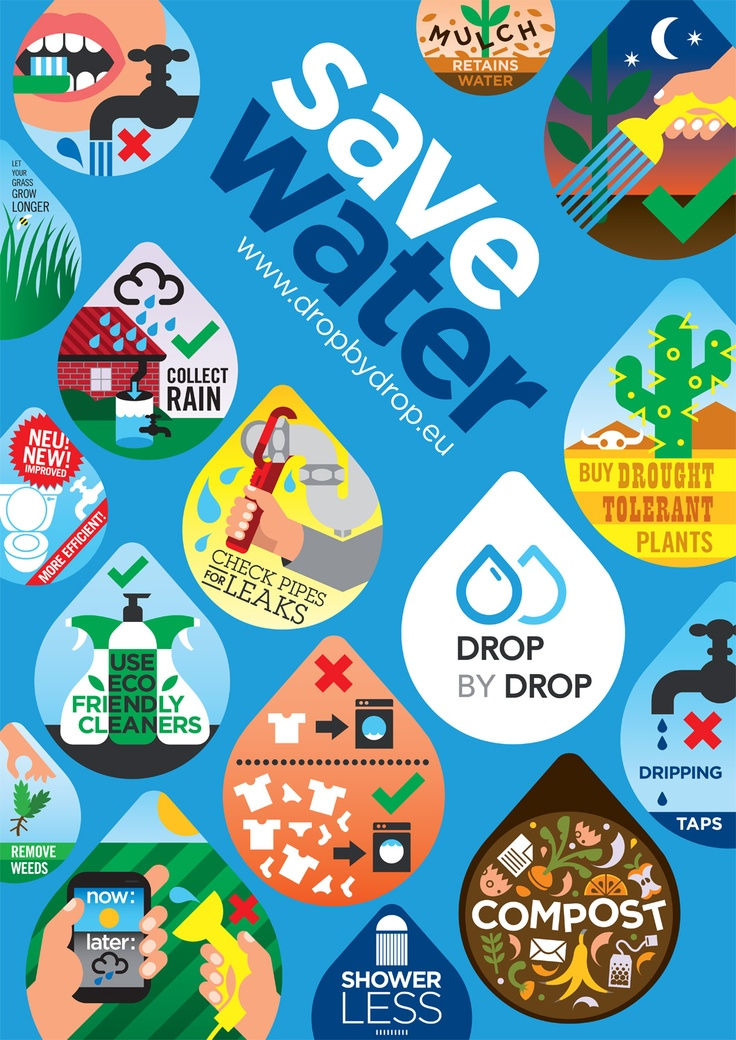 MULCH
RETAINS
WATER
save
water
www.dropbydrop.eu
LET
YOUR
GRASS
GROW
LONGER
COLLECT
RAIN
NEU!
NEW!
IMPROVED
MORE EFFICIENT!
CHECK PIPES
FOR LEAKS
BUY DROUGHT
TOLERANT
PLANTS
USE
ECO
FRIENDLY
CLEANERS
DROP
BY DROP
DRIPPING
TAPS
REMOVE
WEEDS
now:
later:
SHOWER
LESS
COMPOST